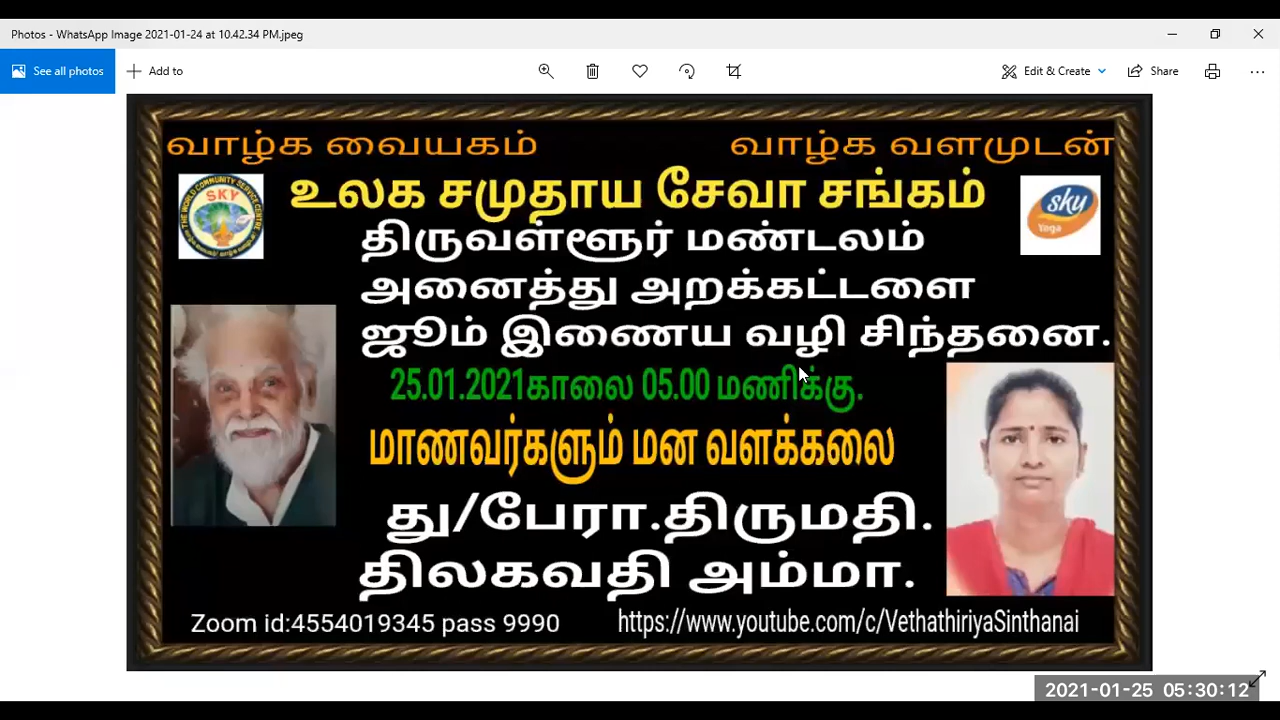 Photos - WhatsApp Image 2021-01-24 at 10.42.34 PM.jpeg
See all photos
Add to
Edit & Create
Share
வாழ்க வையகம்
வாழ்க வளமுடன்
உலக சமுதாய சேவா சங்கம்
SKY
sky
Yoga
திருவள்ளூர் மண்டலம்
அனைத்து அறக்கட்டளை
ஜூம் இணைய வழி சிந்தனை.
25.01.2021காலை 05.00 மணிக்கு.
மாணவர்களும் மன வளக்கலை
து/பேரா.திருமதி.
திலகவதி அம்மா.
Zoom id:4554019345 pass 9990
https://www.youtube.com/c/VethathiriyaSinthanai
2021-01-25 05:30:12